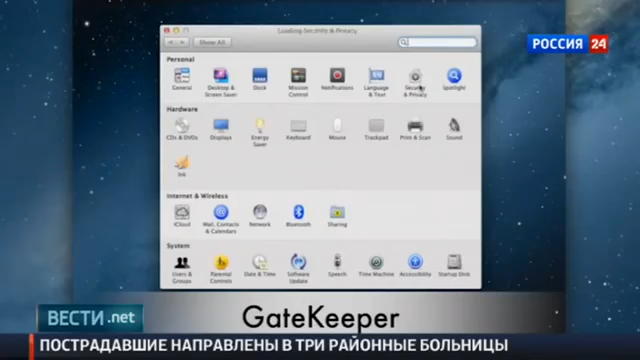 Loading Security & Privacy
Show All
РОССИЯ 24
Personal
General
Desktop & Screen Saver
Dock
Mission Control
Notifications
Language & Text
Security & Privacy
Spotlight
Hardware
CDs & DVDs
Displays
Energy Saver
Keyboard
Mouse
Trackpad
Print & Scan
Sound
Ink
Internet & Wireless
iCloud
Mail, Contacts & Calendars
Network
Bluetooth
Sharing
System
Users & Groups
Parental Controls
Date & Time
Software Update
Speech
Time Machine
Accessibility
Startup Disk
ВЕСТИ.net
GateKeeper
ПОСТРАДАВШИЕ НАПРАВЛЕНЫ В ТРИ РАЙОННЫЕ БОЛЬНИЦЫ